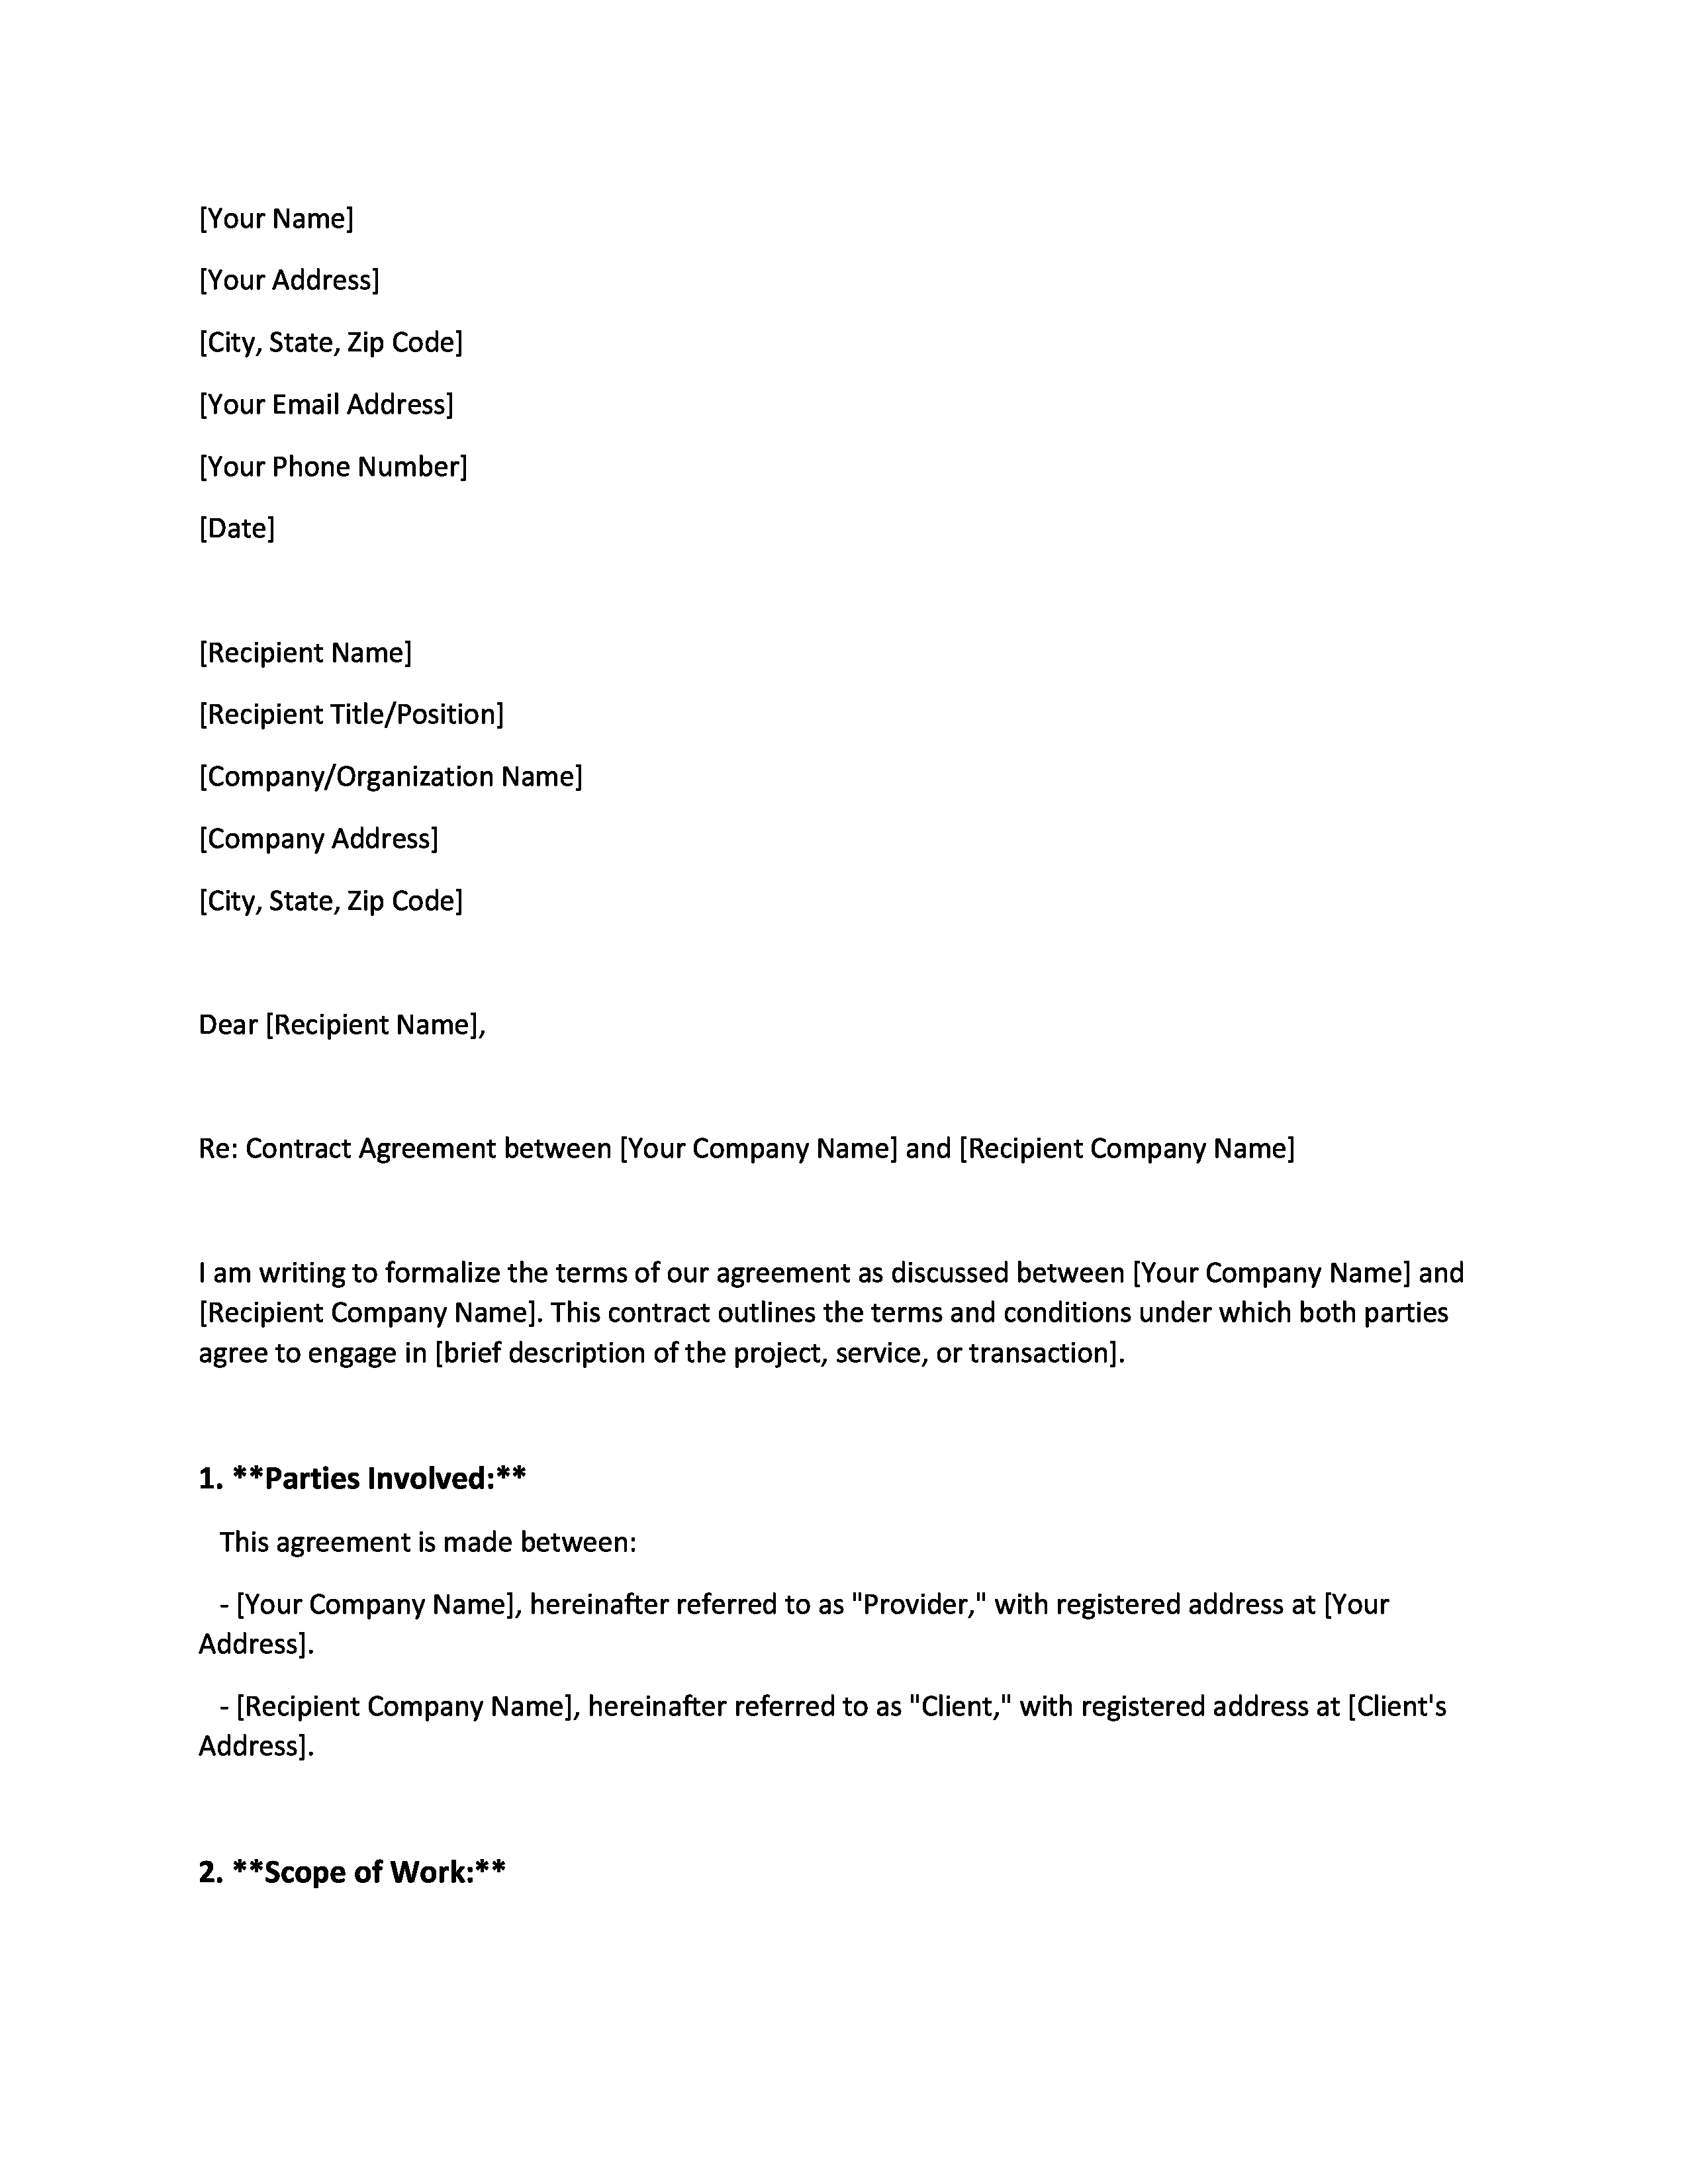 [Your Name]
[Your Address]
[City, State, Zip Code]
[Your Email Address]
[Your Phone Number]
[Date]
[Recipient Name]
[Recipient Title/Position]
[Company/Organization Name]
[Company Address]
[City, State, Zip Code]
Dear [Recipient Name],
Re: Contract Agreement between [Your Company Name] and [Recipient Company Name]
I am writing to formalize the terms of our agreement as discussed between [Your Company Name] and
[Recipient Company Name]. This contract outlines the terms and conditions under which both parties
agree to engage in [brief description of the project, service, or transaction].
1. **Parties Involved:**
This agreement is made between:
- [Your Company Name], hereinafter referred to as "Provider," with registered address at [Your
Address].
- [Recipient Company Name], hereinafter referred to as "Client," with registered address at [Client's
Address].
2. **Scope of Work:**